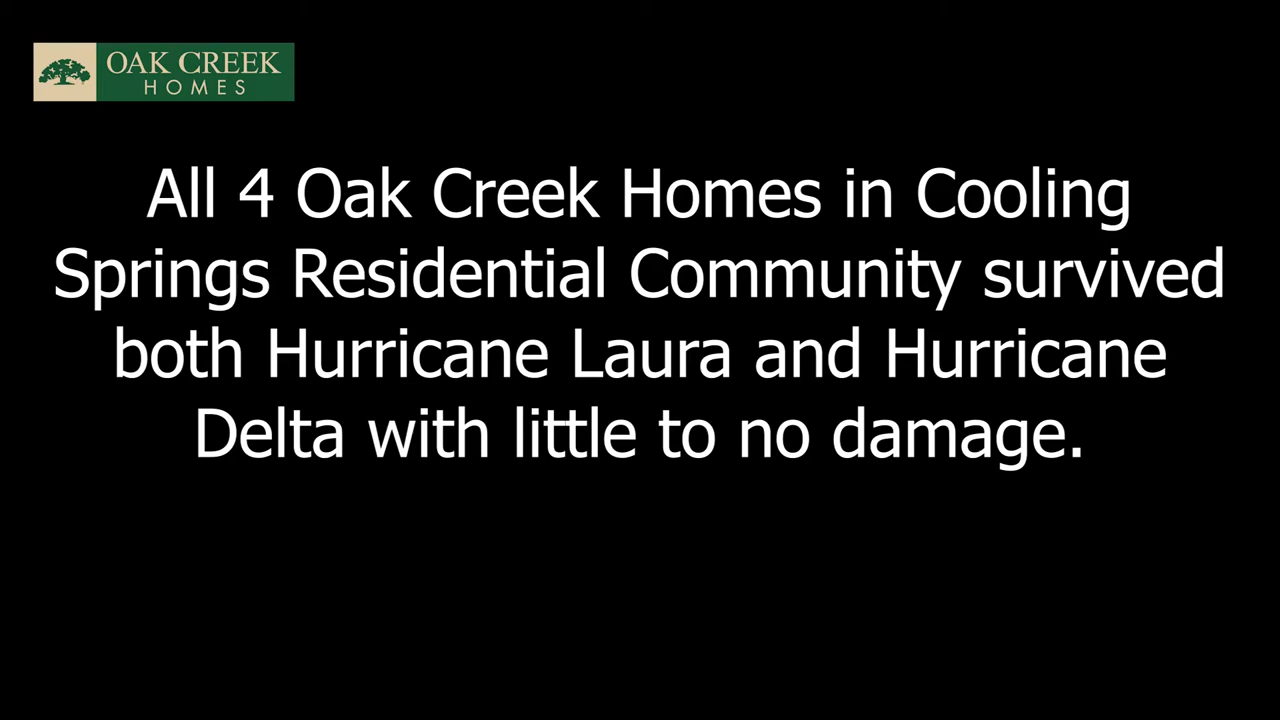 OAK CREEK
HOMES
All 4 Oak Creek Homes in Cooling
Springs Residential Community survived
both Hurricane Laura and Hurricane
Delta with little to no damage.